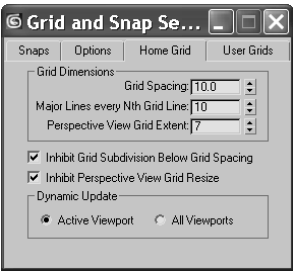 Grid and Snap Se...
Snaps Options Home Grid User Grids
Grid Dimensions
Grid Spacing: 10.0
Major Lines every Nth Grid Line: 10
Perspective View Grid Extent: 7
Inhibit Grid Subdivision Below Grid Spacing
Inhibit Perspective View Grid Resize
Dynamic Update
Active Viewport All Viewports